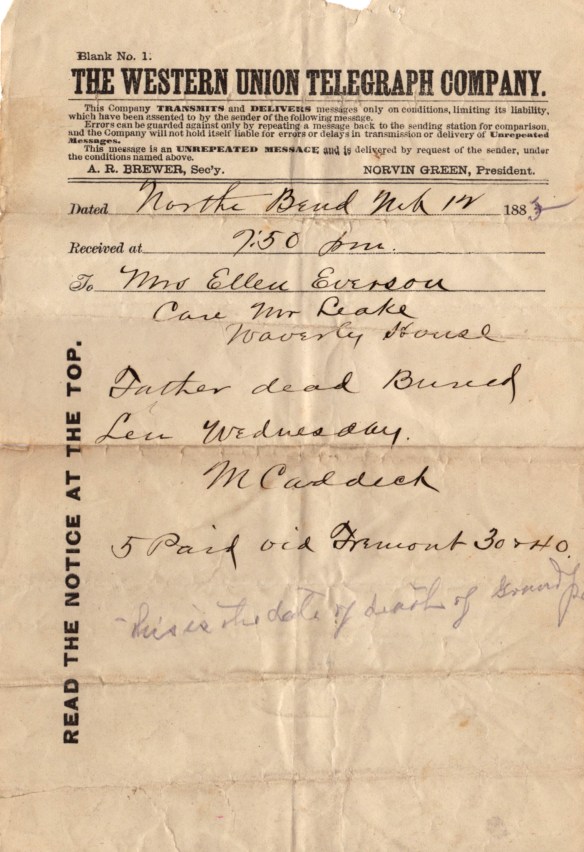 Blank No. 1.
THE WESTERN UNION TELEGRAPH COMPANY.
This Company TRANSMITS and DELIVERS messages only on conditions, limiting its liability,
which have been assented to by the sender of the following message.
Errors can be guarded against only by repeating a message back to the sending station for comparison,
and the Company will not hold itself liable for errors or delays in transmission or delivery of Unrepeated
Messages.
This message is an UNREPEATED MESSAGE and is delivered by request of the sender, under
the conditions named above.
A. R. BREWER, Sec'y. NORVIN GREEN, President.
Dated North Bend Neb 12 1883
Received at 7:50 pm.
To Mrs Ellen Everson
Care Mr Leake
Waverly House
Father dead Buried
Wednesday.
5 Paid via Fremont 30 & 40.
This is the date of death of Grandpa
READ THE NOTICE AT THE TOP.